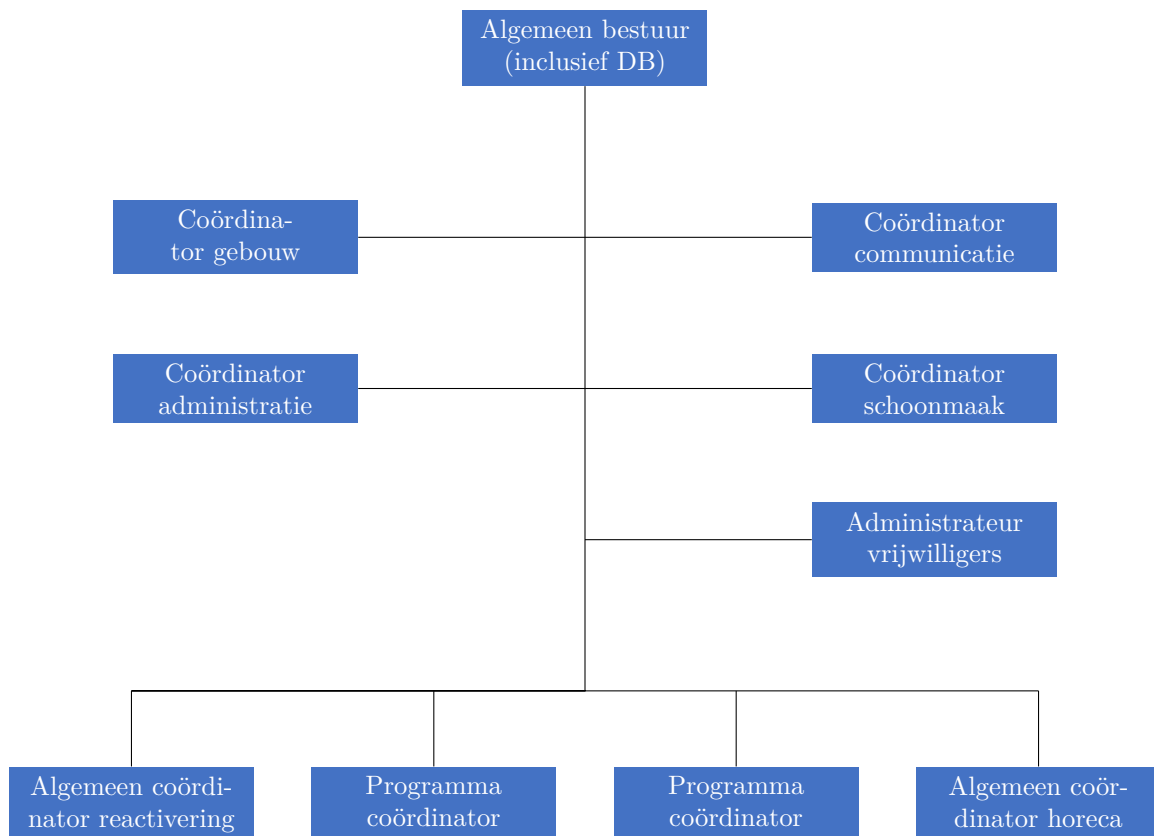 Algemeen bestuur
(inclusief DB)
Coördina-
tor gebouw
Coördinator
communicatie
Coördinator
administratie
Coördinator
schoonmaak
Administrateur
vrijwilligers
Algemeen coördi-
nator reactivering
Programma
coördinator
Programma
coördinator
Algemeen coör-
dinator horeca